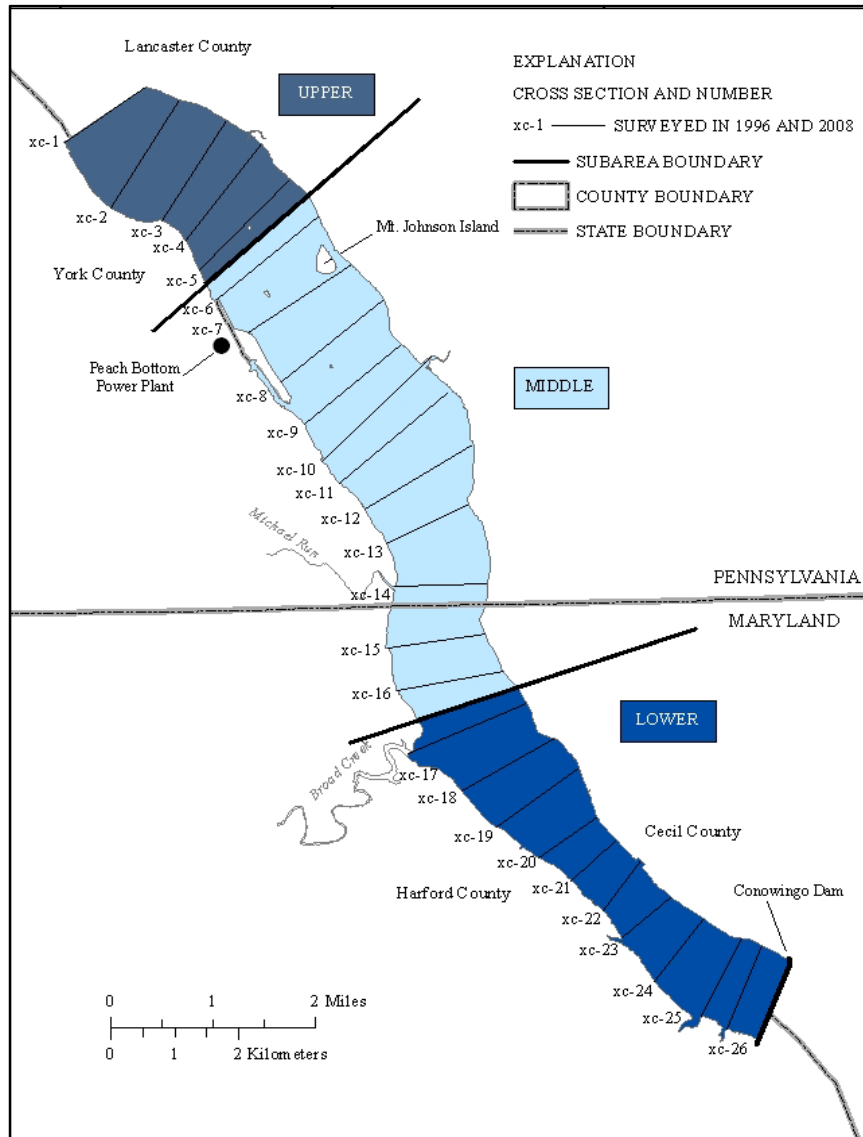 Lancaster County
UPPER
EXPLANATION
CROSS SECTION AND NUMBER
xc-1 SURVEYED IN 1996 AND 2008
SUBAREA BOUNDARY
COUNTY BOUNDARY
STATE BOUNDARY
xc-1
xc-2
xc-3
xc-4
York County
xc-5
xc-6
xc-7
Mt. Johnson Island
Peach Bottom
Power Plant
MIDDLE
xc-8
xc-9
xc-10
xc-11
xc-12
xc-13
Michael Run
xc-14
PENNSYLVANIA
MARYLAND
xc-15
xc-16
LOWER
Broad Creek
xc-17
xc-18
xc-19
xc-20
Cecil County
xc-21
Harford County
xc-22
Conowingo Dam
xc-23
xc-24
xc-25
xc-26
0 1 2 Miles
0 1 2 Kilometers